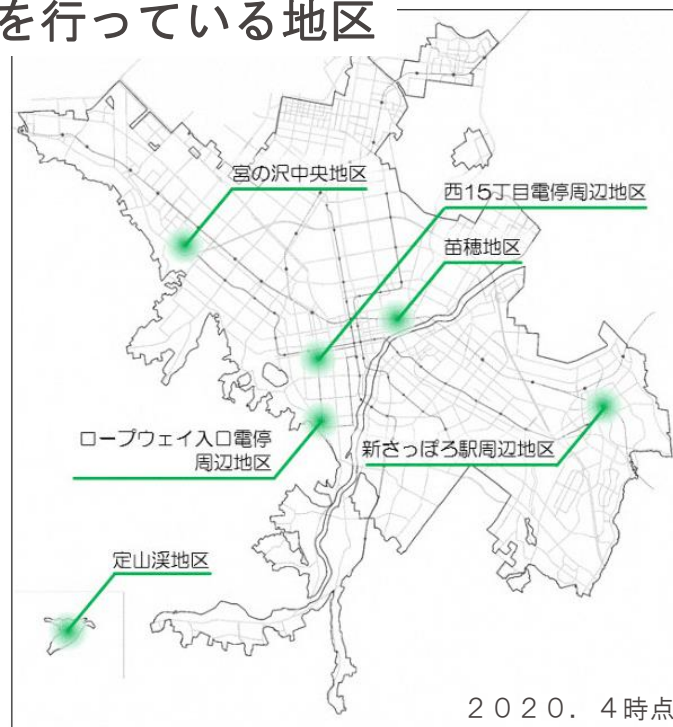 を行っている地区
宮の沢中央地区
西15丁目電停周辺地区
苗穂地区
ロープウェイ入口電停
周辺地区
新さっぽろ駅周辺地区
定山渓地区
2020．4時点